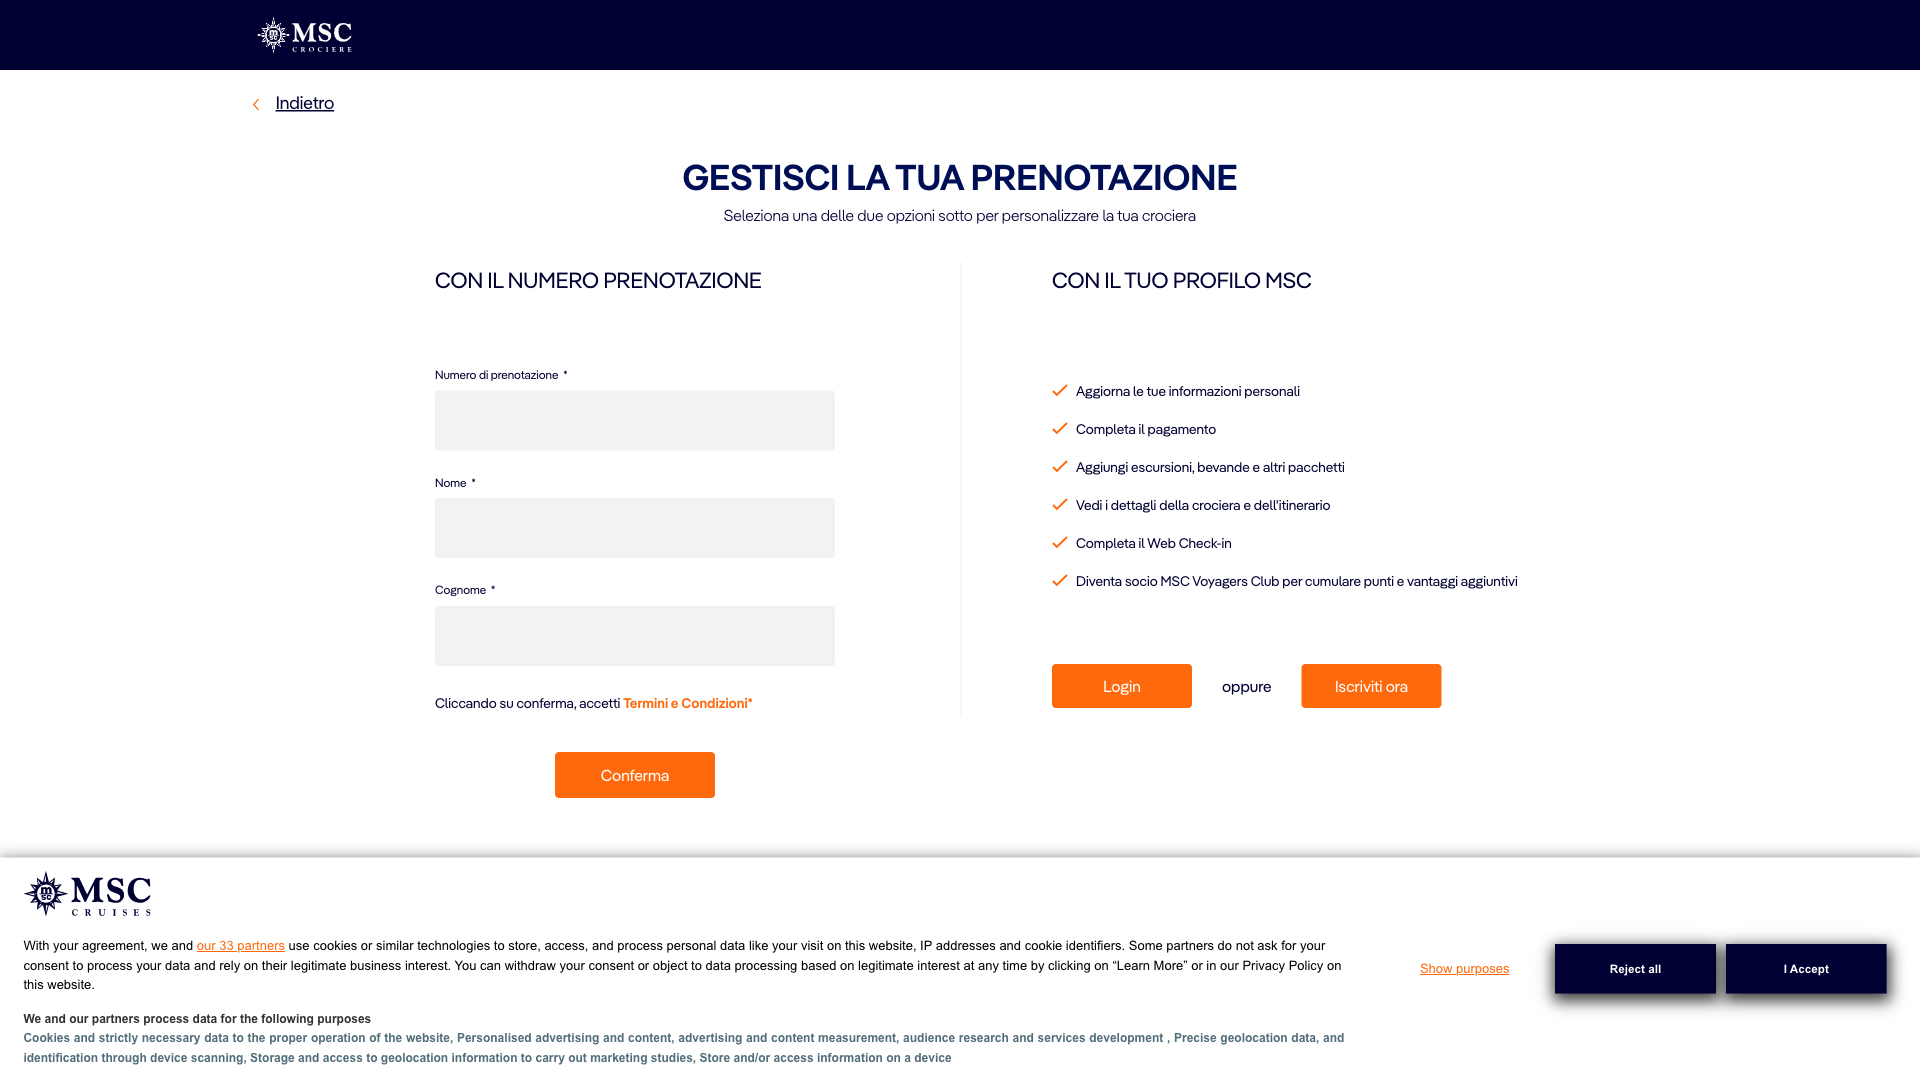 MSC
CROCIERE
Indietro
GESTISCI LA TUA PRENOTAZIONE
Seleziona una delle due opzioni sotto per personalizzare la tua crociera
CON IL NUMERO PRENOTAZIONE
Numero di prenotazione *
Nome *
Cognome *
Cliccando su conferma, accetti Termini e Condizioni*
Conferma
CON IL TUO PROFILO MSC
Aggiorna le tue informazioni personali
Completa il pagamento
Aggiungi escursioni, bevande e altri pacchetti
Vedi i dettagli della crociera e dell'itinerario
Completa il Web Check-in
Diventa socio MSC Voyagers Club per cumulare punti e vantaggi aggiuntivi
Login oppure Iscriviti ora
m
sc
MSC
CRUISES
With your agreement, we and our 33 partners use cookies or similar technologies to store, access, and process personal data like your visit on this website, IP addresses and cookie identifiers. Some partners do not ask for your
consent to process your data and rely on their legitimate business interest. You can withdraw your consent or object to data processing based on legitimate interest at any time by clicking on “Learn More” or in our Privacy Policy on
this website.
We and our partners process data for the following purposes
Cookies and strictly necessary data to the proper operation of the website, Personalised advertising and content, advertising and content measurement, audience research and services development , Precise geolocation data, and
identification through device scanning, Storage and access to geolocation information to carry out marketing studies, Store and/or access information on a device
Show purposes
Reject all
I Accept